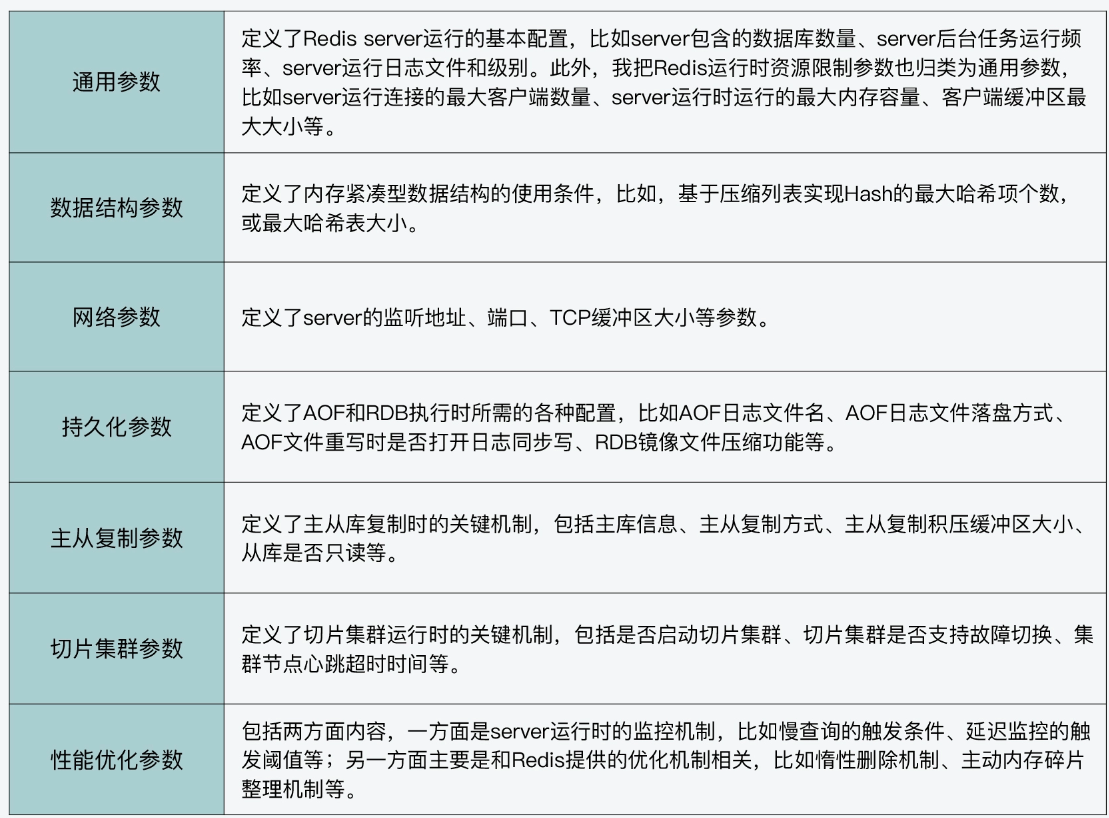 通用参数
定义了Redis server运行的基本配置，比如server包含的数据库数量、server后台任务运行频
率、server运行日志文件和级别。此外，我把Redis运行时资源限制参数也归类为通用参数，
比如server运行连接的最大客户端数量、server运行时运行的最大内存容量、客户端缓冲区最
大大小等。
数据结构参数
定义了内存紧凑型数据结构的使用条件，比如，基于压缩列表实现Hash的最大哈希项个数，
或最大哈希表大小。
网络参数
定义了server的监听地址、端口、TCP缓冲区大小等参数。
持久化参数
定义了AOF和RDB执行时所需的各种配置，比如AOF日志文件名、AOF日志文件落盘方式、
AOF文件重写时是否打开日志同步写、RDB镜像文件压缩功能等。
主从复制参数
定义了主从库复制时的关键机制，包括主库信息、主从复制方式、主从复制积压缓冲区大小、
从库是否只读等。
切片集群参数
定义了切片集群运行时的关键机制，包括是否启动切片集群、切片集群是否支持故障切换、集
群节点心跳超时时间等。
性能优化参数
包括两方面内容，一方面是server运行时的监控机制，比如慢查询的触发条件、延迟监控的触
发阈值等；另一方面主要是和Redis提供的优化机制相关，比如惰性删除机制、主动内存碎片
整理机制等。